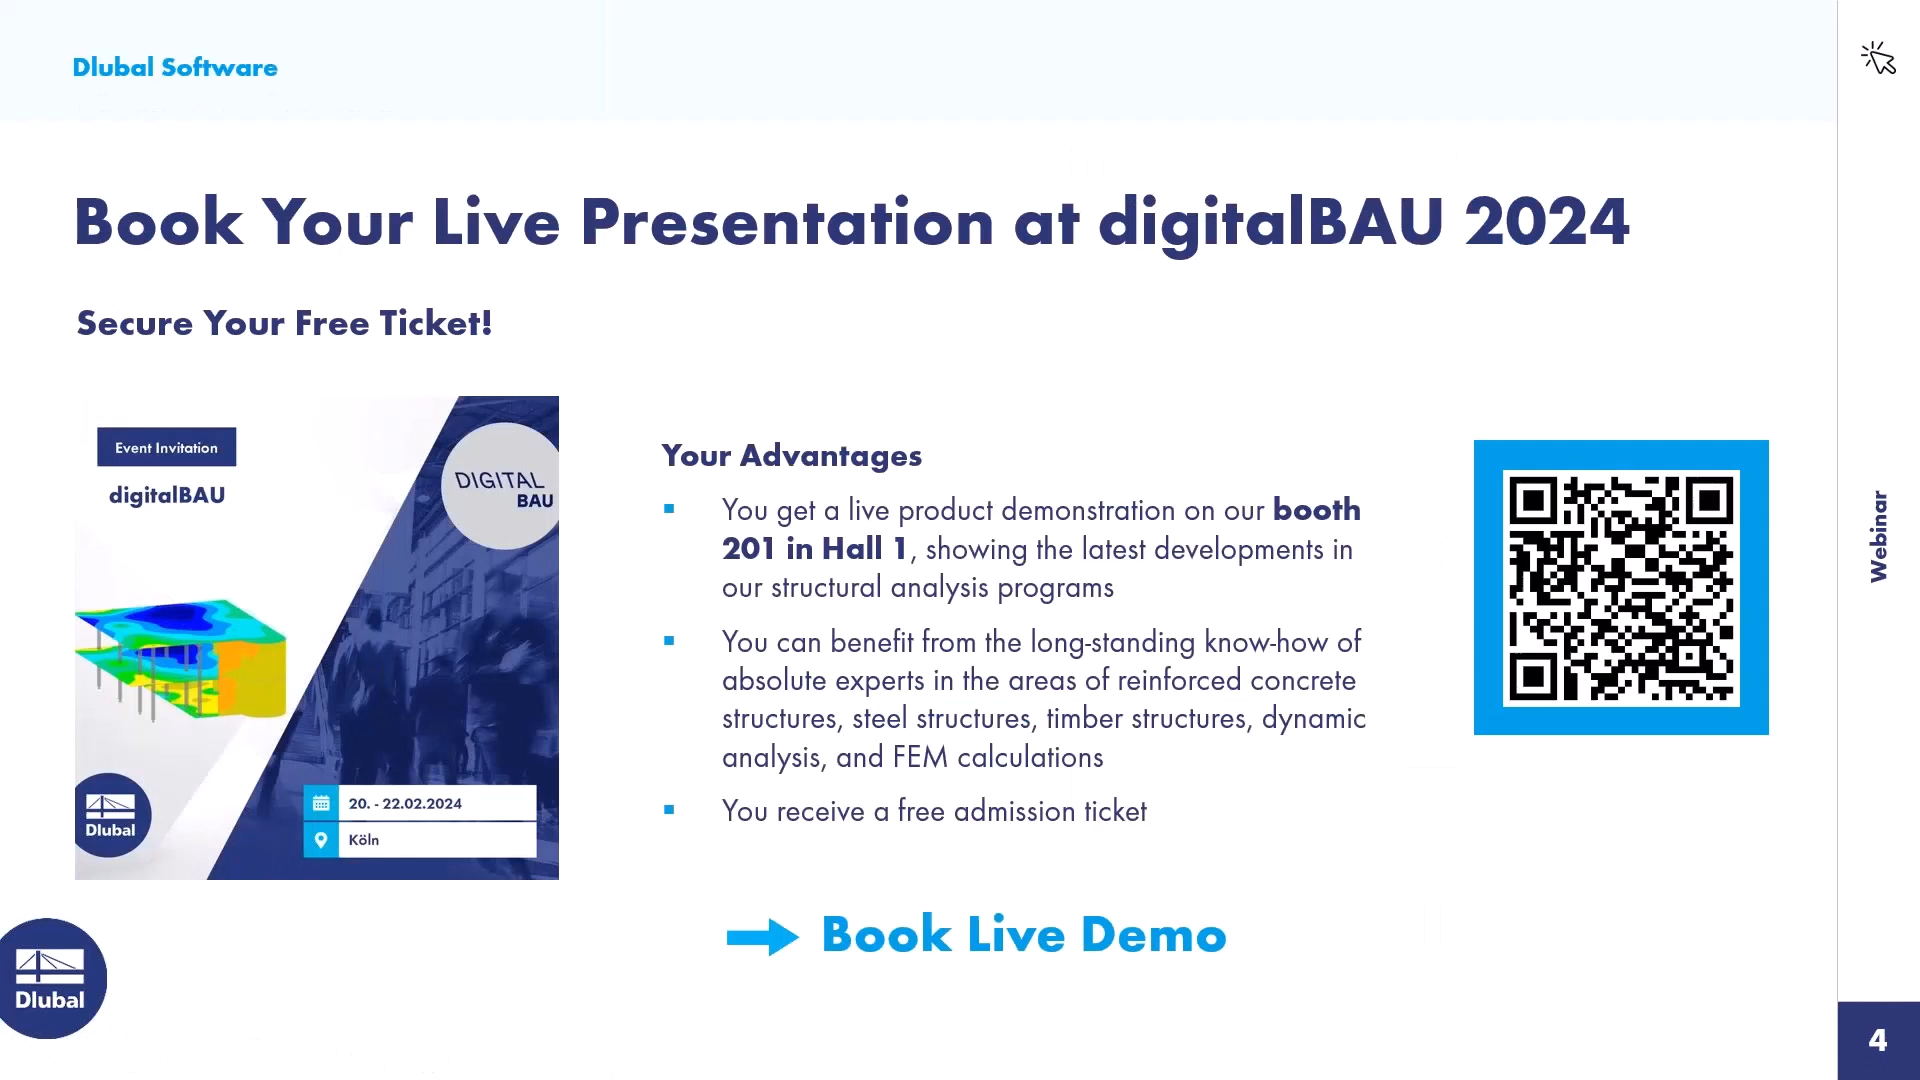 Dlubal Software
Book Your Live Presentation at digitalBAU 2024
Secure Your Free Ticket!
Event Invitation
digitalBAU
DIGITAL
BAU
20. - 22.02.2024
Köln
Dlubal
Your Advantages
You get a live product demonstration on our booth
201 in Hall 1, showing the latest developments in
our structural analysis programs
You can benefit from the long-standing know-how of
absolute experts in the areas of reinforced concrete
structures, steel structures, timber structures, dynamic
analysis, and FEM calculations
You receive a free admission ticket
Book Live Demo
Webinar
Dlubal
4